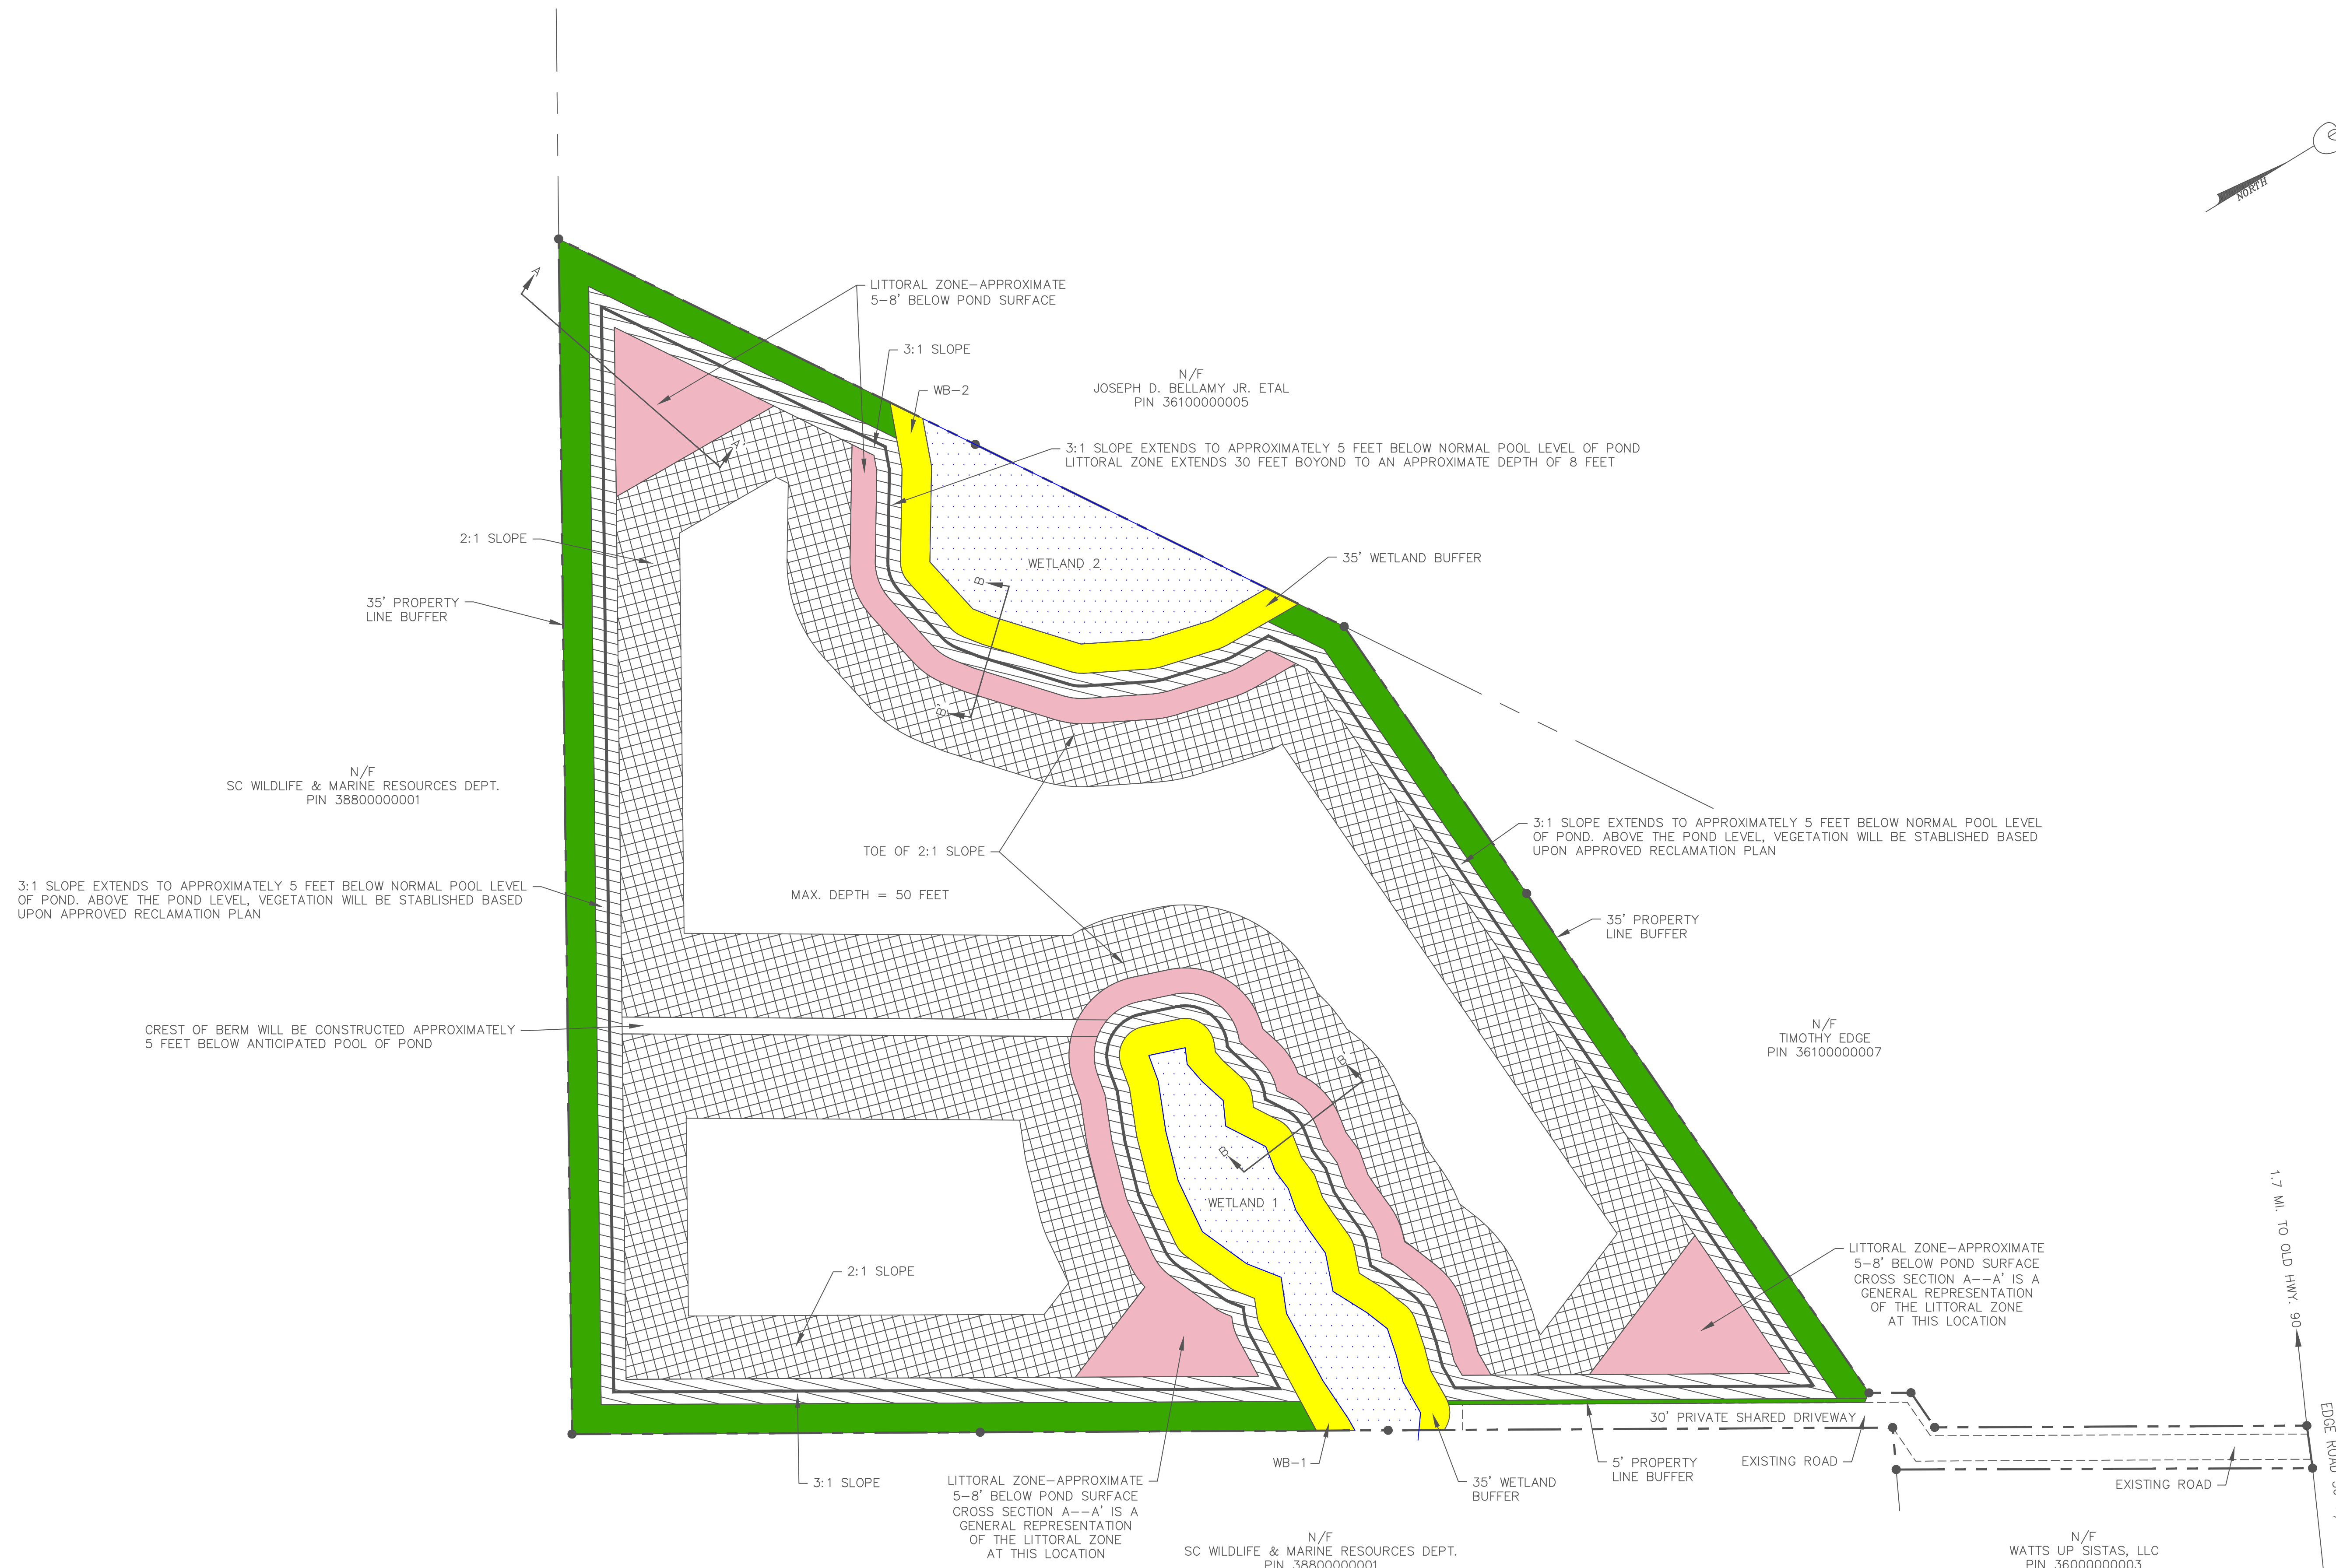 NORTH
A
LITTORAL ZONE-APPROXIMATE
5-8' BELOW POND SURFACE
3:1 SLOPE
WB-2
N/F
JOSEPH D. BELLAMY JR. ETAL
PIN 36100000005
A'
3:1 SLOPE EXTENDS TO APPROXIMATELY 5 FEET BELOW NORMAL POOL LEVEL OF POND
LITTORAL ZONE EXTENDS 30 FEET BOYOND TO AN APPROXIMATE DEPTH OF 8 FEET
2:1 SLOPE
WETLAND 2
35' WETLAND BUFFER
B
35' PROPERTY
LINE BUFFER
B'
N/F
SC WILDLIFE & MARINE RESOURCES DEPT.
PIN 38800000001
TOE OF 2:1 SLOPE
3:1 SLOPE EXTENDS TO APPROXIMATELY 5 FEET BELOW NORMAL POOL LEVEL
OF POND. ABOVE THE POND LEVEL, VEGETATION WILL BE STABLISHED BASED
UPON APPROVED RECLAMATION PLAN
MAX. DEPTH = 50 FEET
3:1 SLOPE EXTENDS TO APPROXIMATELY 5 FEET BELOW NORMAL POOL LEVEL
OF POND. ABOVE THE POND LEVEL, VEGETATION WILL BE STABLISHED BASED
UPON APPROVED RECLAMATION PLAN
35' PROPERTY
LINE BUFFER
CREST OF BERM WILL BE CONSTRUCTED APPROXIMATELY
5 FEET BELOW ANTICIPATED POOL OF POND
N/F
TIMOTHY EDGE
PIN 36100000007
B'
B
WETLAND 1
1.7 MI. TO OLD HWY. 90
2:1 SLOPE
LITTORAL ZONE-APPROXIMATE
5-8' BELOW POND SURFACE
CROSS SECTION A--A' IS A
GENERAL REPRESENTATION
OF THE LITTORAL ZONE
AT THIS LOCATION
30' PRIVATE SHARED DRIVEWAY
EDGE ROAD
3:1 SLOPE
LITTORAL ZONE-APPROXIMATE
5-8' BELOW POND SURFACE
CROSS SECTION A--A' IS A
GENERAL REPRESENTATION
OF THE LITTORAL ZONE
AT THIS LOCATION
WB-1
35' WETLAND
BUFFER
5' PROPERTY
LINE BUFFER
EXISTING ROAD
EXISTING ROAD
N/F
SC WILDLIFE & MARINE RESOURCES DEPT.
PIN 38800000001
N/F
WATTS UP SISTAS, LLC
PIN 36000000003